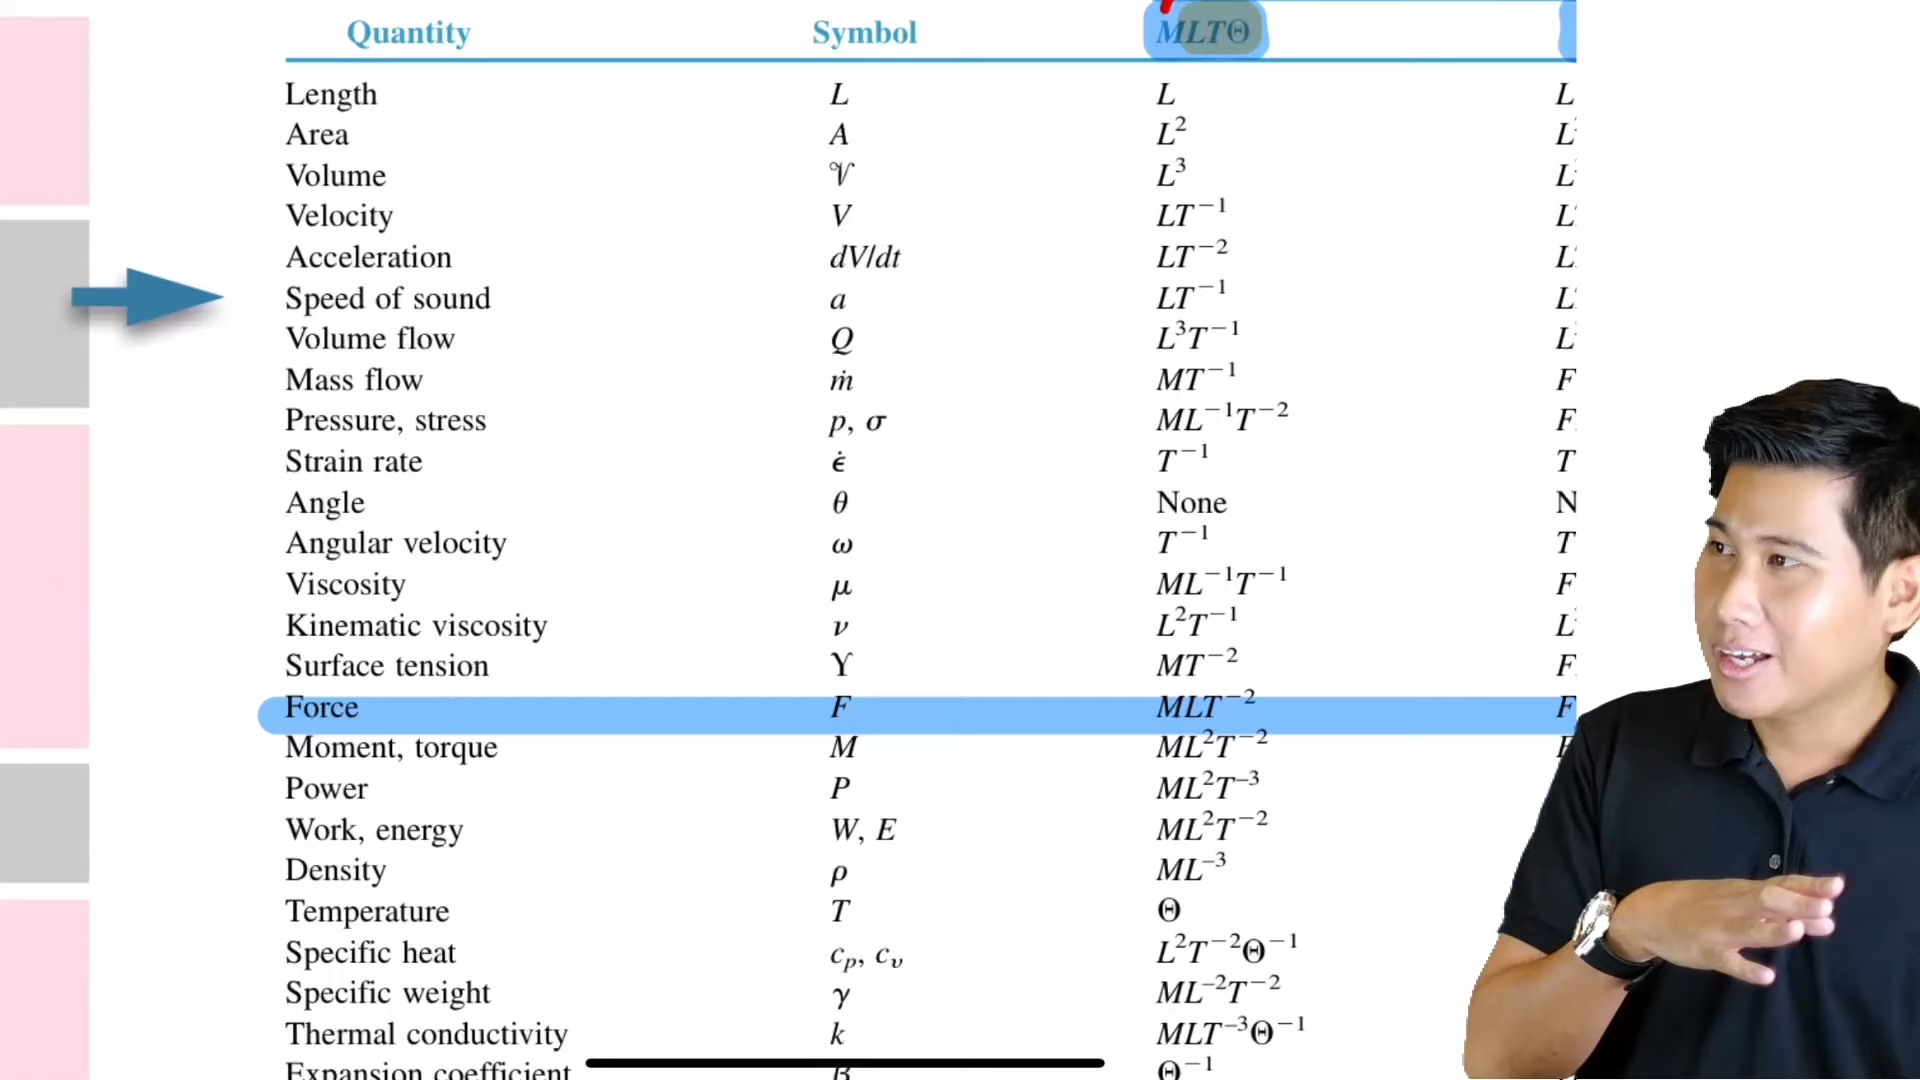 Quantity Symbol MLTΘ
Length L L L
Area A L² L
Volume 𝒱 L³ L
Velocity V LT⁻¹ L
Acceleration dV/dt LT⁻² L
Speed of sound a LT⁻¹ L
Volume flow Q L³T⁻¹ L
Mass flow ṁ MT⁻¹ F
Pressure, stress p, σ ML⁻¹T⁻² F
Strain rate ε̇ T⁻¹ T
Angle θ None N
Angular velocity ω T⁻¹ T
Viscosity μ ML⁻¹T⁻¹ F
Kinematic viscosity ν L²T⁻¹ L
Surface tension ϒ MT⁻² F
Force F MLT⁻² F
Moment, torque M ML²T⁻² F
Power P ML²T⁻³
Work, energy W, E ML²T⁻²
Density ρ ML⁻³
Temperature T Θ
Specific heat cₚ, cᵥ L²T⁻²Θ⁻¹
Specific weight γ ML⁻²T⁻²
Thermal conductivity k MLT⁻³Θ⁻¹
Expansion coefficient β Θ⁻¹